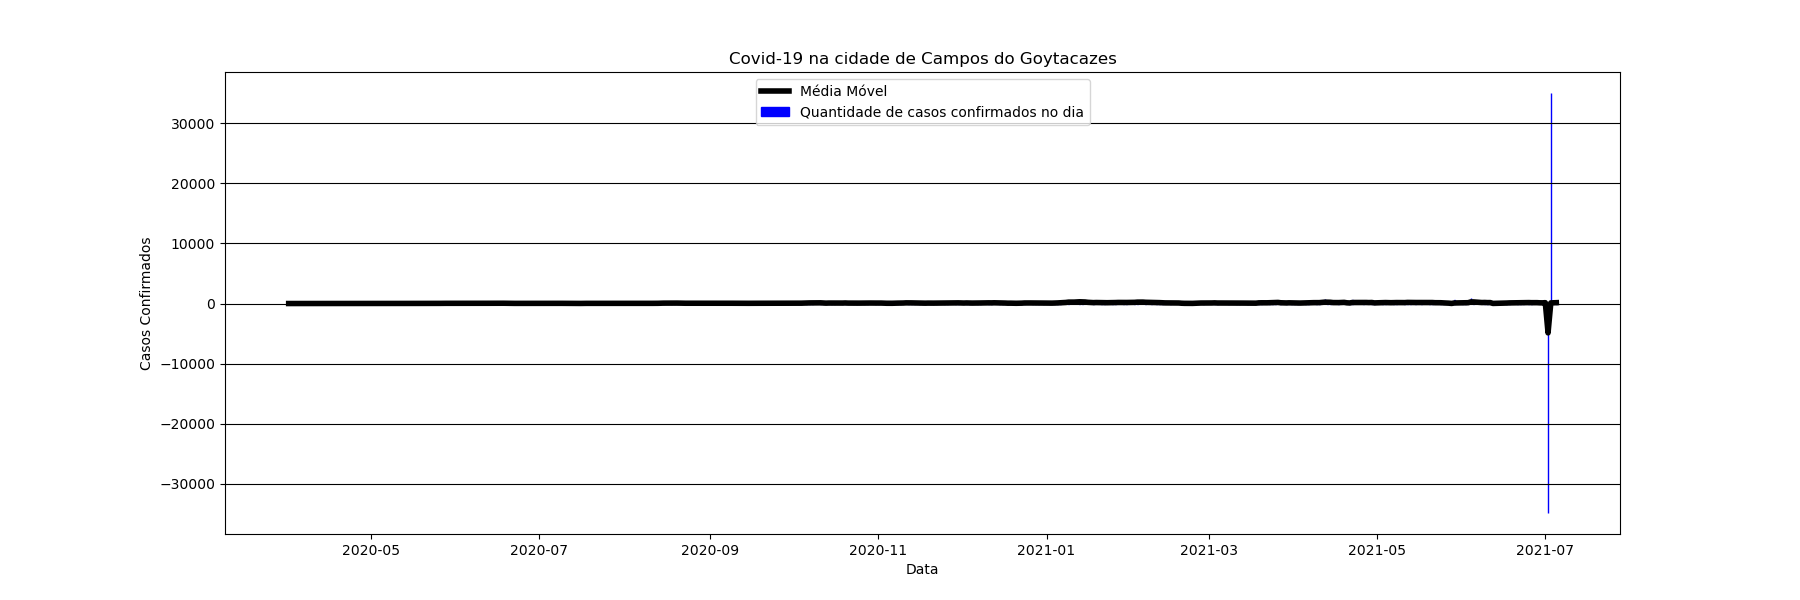 Covid-19 na cidade de Campos do Goytacazes
Média Móvel
Quantidade de casos confirmados no dia
30000
20000
10000
0
−10000
−20000
−30000
Casos Confirmados
2020-05 2020-07 2020-09 2020-11 2021-01 2021-03 2021-05 2021-07
Data